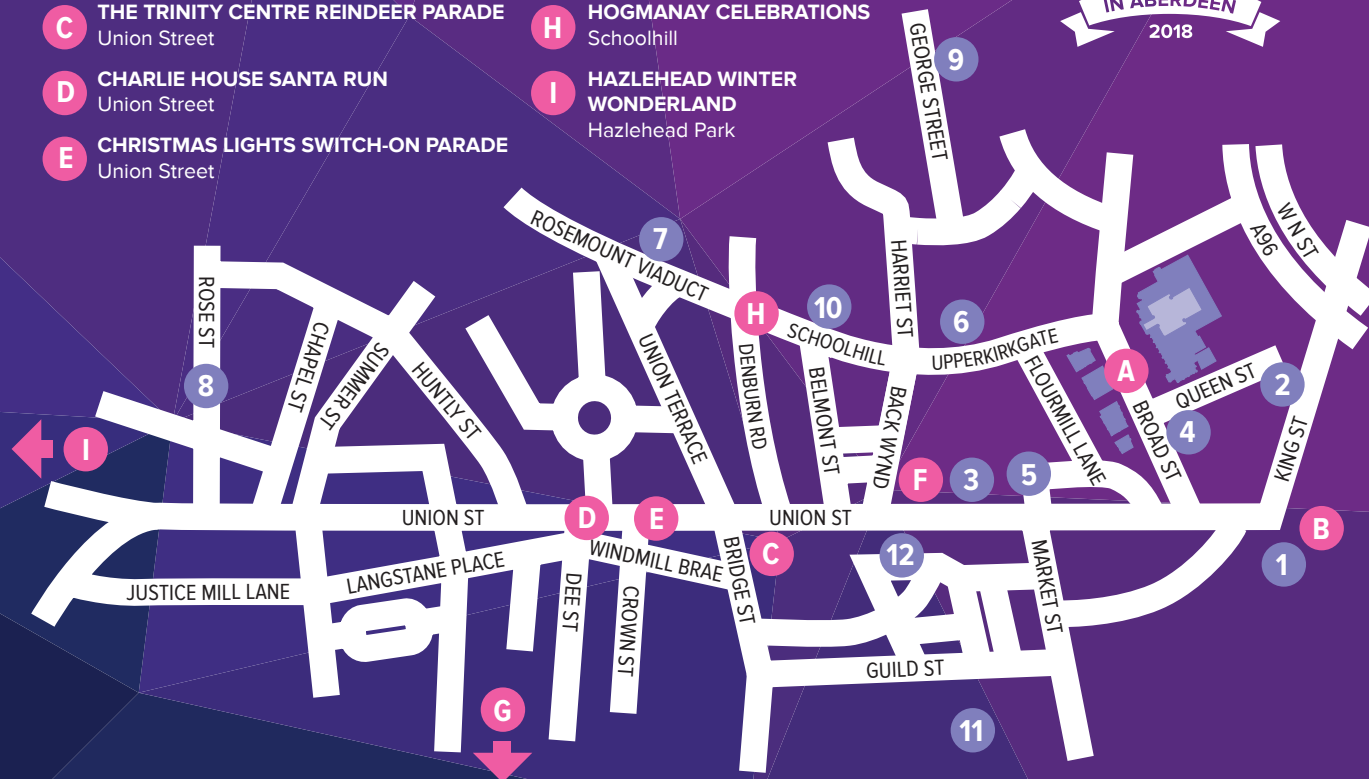 C THE TRINITY CENTRE REINDEER PARADE
Union Street
D CHARLIE HOUSE SANTA RUN
Union Street
E CHRISTMAS LIGHTS SWITCH-ON PARADE
Union Street
H HOGMANAY CELEBRATIONS
Schoolhill
I HAZLEHEAD WINTER
WONDERLAND
Hazlehead Park
IN ABERDEEN
2018
GEORGE STREET
9
W N ST
A96
ROSEMOUNT VIADUCT
7
HARRIET ST
ROSE ST
H
10
SCHOOLHILL
6
UPPERKIRKGATE
CHAPEL ST
SUMMER ST
HUNTLY ST
UNION TERRACE
DENBURN RD
BELMONT ST
BACK WYND
FLOURMILL LANE
A
BROAD ST
QUEEN ST
2
8
4
KING ST
I
F
3
5
UNION ST
D
E
UNION ST
B
C
12
1
WINDMILL BRAE
BRIDGE ST
MARKET ST
LANGSTANE PLACE
JUSTICE MILL LANE
DEE ST
CROWN ST
GUILD ST
G
11